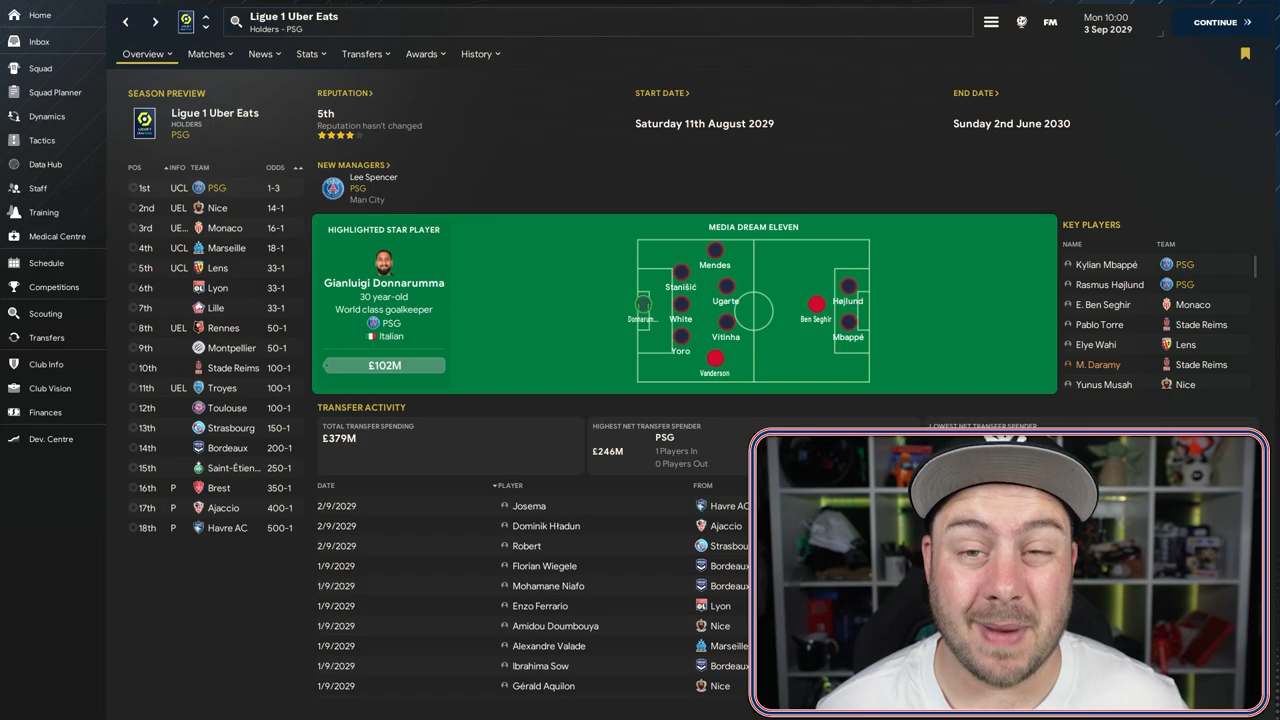 Home
Inbox
Squad
Squad Planner
Dynamics
Tactics
Data Hub
Staff
Training
Medical Centre
Schedule
Competitions
Scouting
Transfers
Club Info
Club Vision
Finances
Dev. Centre
Ligue 1 Uber Eats
Holders - PSG
FM
Mon 10:00
3 Sep 2029
CONTINUE
Overview Matches News Stats Transfers Awards History
SEASON PREVIEW
Ligue 1 Uber Eats
HOLDERS
PSG
POS INFO TEAM ODDS
1st UCL PSG 1-3
2nd UEL Nice 14-1
3rd UE... Monaco 16-1
4th UCL Marseille 18-1
5th UCL Lens 33-1
6th Lyon 33-1
7th Lille 33-1
8th UEL Rennes 50-1
9th Montpellier 50-1
10th Stade Reims 100-1
11th UEL Troyes 100-1
12th Toulouse 100-1
13th Strasbourg 150-1
14th Bordeaux 200-1
15th Saint-Étien... 250-1
16th P Brest 350-1
17th P Ajaccio 400-1
18th P Havre AC 500-1
REPUTATION>
5th
Reputation hasn't changed
START DATE>
Saturday 11th August 2029
END DATE>
Sunday 2nd June 2030
NEW MANAGERS>
Lee Spencer
PSG
Man City
HIGHLIGHTED STAR PLAYER
Gianluigi Donnarumma
30 year-old
World class goalkeeper
PSG
Italian
£102M
MEDIA DREAM ELEVEN
Mendes
Stanišić
Ugarte
Højlund
Donnarum...
White
Ben Seghir
Vitinha
Mbappé
Yoro
Vanderson
KEY PLAYERS
NAME TEAM
Kylian Mbappé PSG
Rasmus Højlund PSG
E. Ben Seghir Monaco
Pablo Torre Stade Reims
Elye Wahi Lens
M. Daramy Stade Reims
Yunus Musah Nice
TRANSFER ACTIVITY
TOTAL TRANSFER SPENDING
£379M
HIGHEST NET TRANSFER SPENDER
PSG
£246M
1 Players In
0 Players Out
LOWEST NET TRANSFER SPENDER
DATE PLAYER FROM
2/9/2029 Josema Havre AC
2/9/2029 Dominik Hładun Ajaccio
2/9/2029 Robert Strasbou
1/9/2029 Florian Wiegele Bordeaux
1/9/2029 Mohamane Niafo Bordeaux
1/9/2029 Enzo Ferrario Lyon
1/9/2029 Amidou Doumbouya Nice
1/9/2029 Alexandre Valade Marseille
1/9/2029 Ibrahima Sow Bordeaux
1/9/2029 Gérald Aquilon Nice